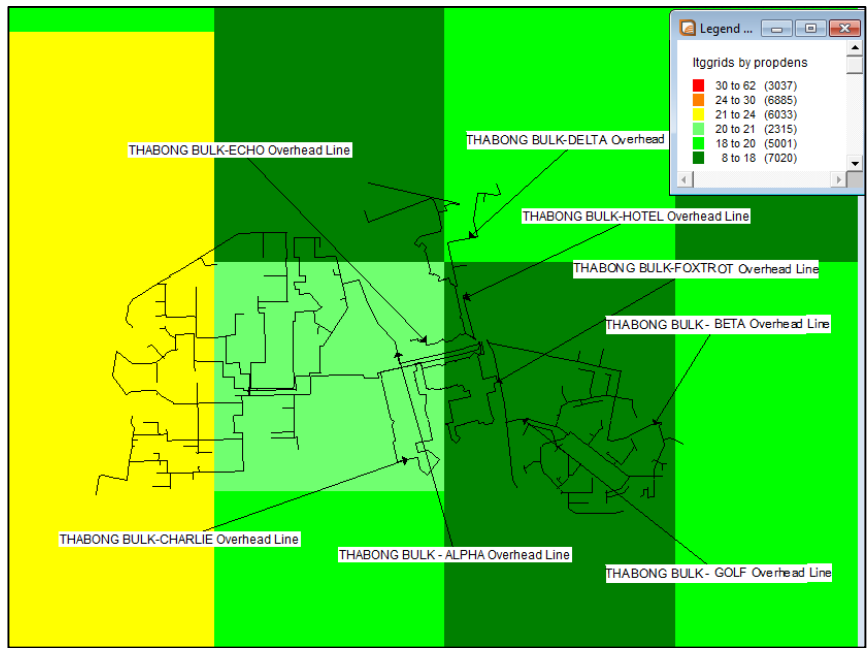 Legend ...
ltggrids by propdens
30 to 62 (3037)
24 to 30 (6885)
21 to 24 (6033)
20 to 21 (2315)
18 to 20 (5001)
8 to 18 (7020)
THABONG BULK-DELTA Overhead
THABONG BULK-ECHO Overhead Line
THABONG BULK-HOTEL Overhead Line
THABONG BULK-FOXTROT Overhead Line
THABONG BULK - BETA Overhead Line
THABONG BULK-CHARLIE Overhead Line
THABONG BULK - ALPHA Overhead Line
THABONG BULK - GOLF Overhead Line